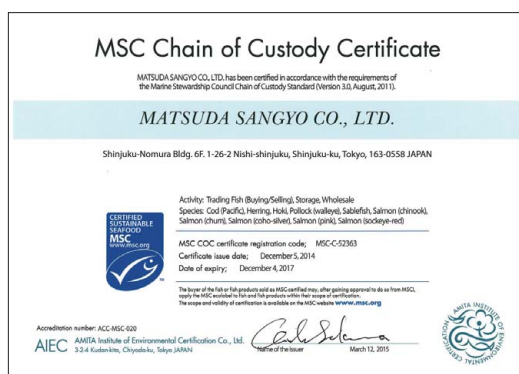 MSC Chain of Custody Certificate
MATSUDA SANGYO CO., LTD. has been certified in accordance with the requirements of
the Marine Stewardship Council Chain of Custody Standard (Version 3.0, August, 2011).
MATSUDA SANGYO CO., LTD.
Shinjuku-Nomura Bldg. 6F. 1-26-2 Nishi-shinjuku, Shinjuku-ku, Tokyo, 163-0558 JAPAN
Activity: Trading Fish (Buying/Selling), Storage, Wholesale
Species: Cod (Pacific), Herring, Hoki, Pollock (walleye), Sablefish, Salmon (chinook),
Salmon (chum), Salmon (coho-silver), Salmon (pink), Salmon (sockeye-red)
CERTIFIED
SUSTAINABLE
SEAFOOD
MSC
www.msc.org
MSC COC certificate registration code; MSC-C-52363
Certificate issue date; December 5, 2014
Date of expiry; December 4, 2017
The buyer of the fish or fish products sold as MSC certified may, after gaining approval to do so from MSCI,
apply the MSC ecolabel to fish and fish products within their scope of certification.
The scope and validity of certification is available on the MSC website www.msc.org
Accreditation number: ACC-MSC-020
AIEC AMITA Institute of Environmental Certification Co., Ltd.
3-2-4 Kudan-kita, Chiyoda-ku, Tokyo JAPAN
Name of the issuer
March 12, 2015
AMITA INSTITUTE OF ENVIRONMENTAL CERTIFICATION